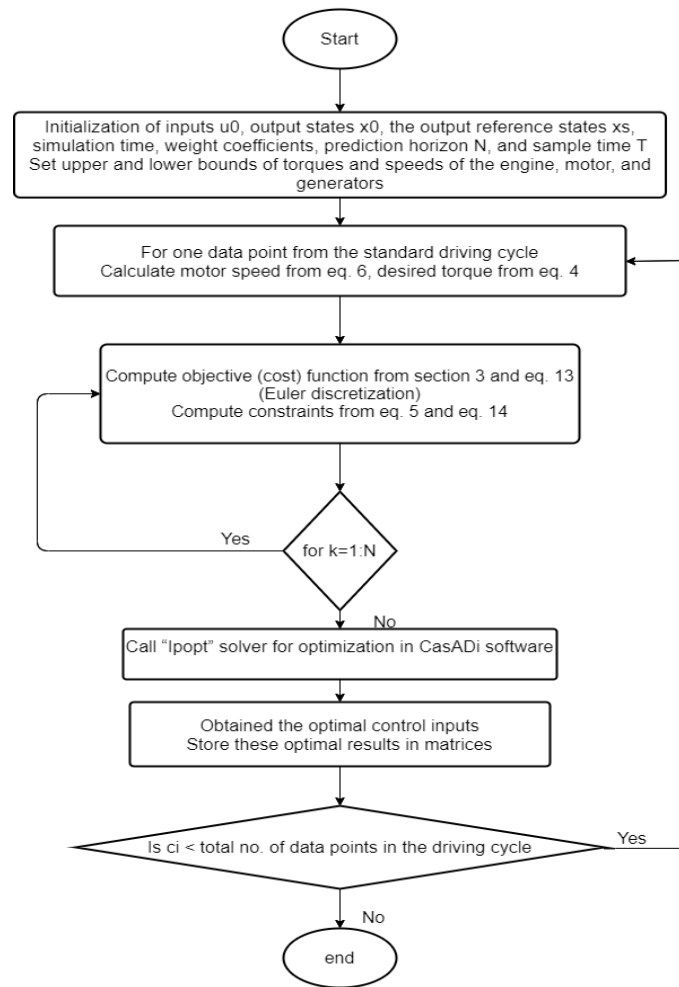 Start
Initialization of inputs u0, output states x0, the output reference states xs,
simulation time, weight coefficients, prediction horizon N, and sample time T
Set upper and lower bounds of torques and speeds of the engine, motor, and
generators
For one data point from the standard driving cycle
Calculate motor speed from eq. 6, desired torque from eq. 4
Compute objective (cost) function from section 3 and eq. 13
(Euler discretization)
Compute constraints from eq. 5 and eq. 14
Yes
for k=1:N
No
Call “Ipopt” solver for optimization in CasADi software
Obtained the optimal control inputs
Store these optimal results in matrices
Is ci < total no. of data points in the driving cycle
Yes
No
end